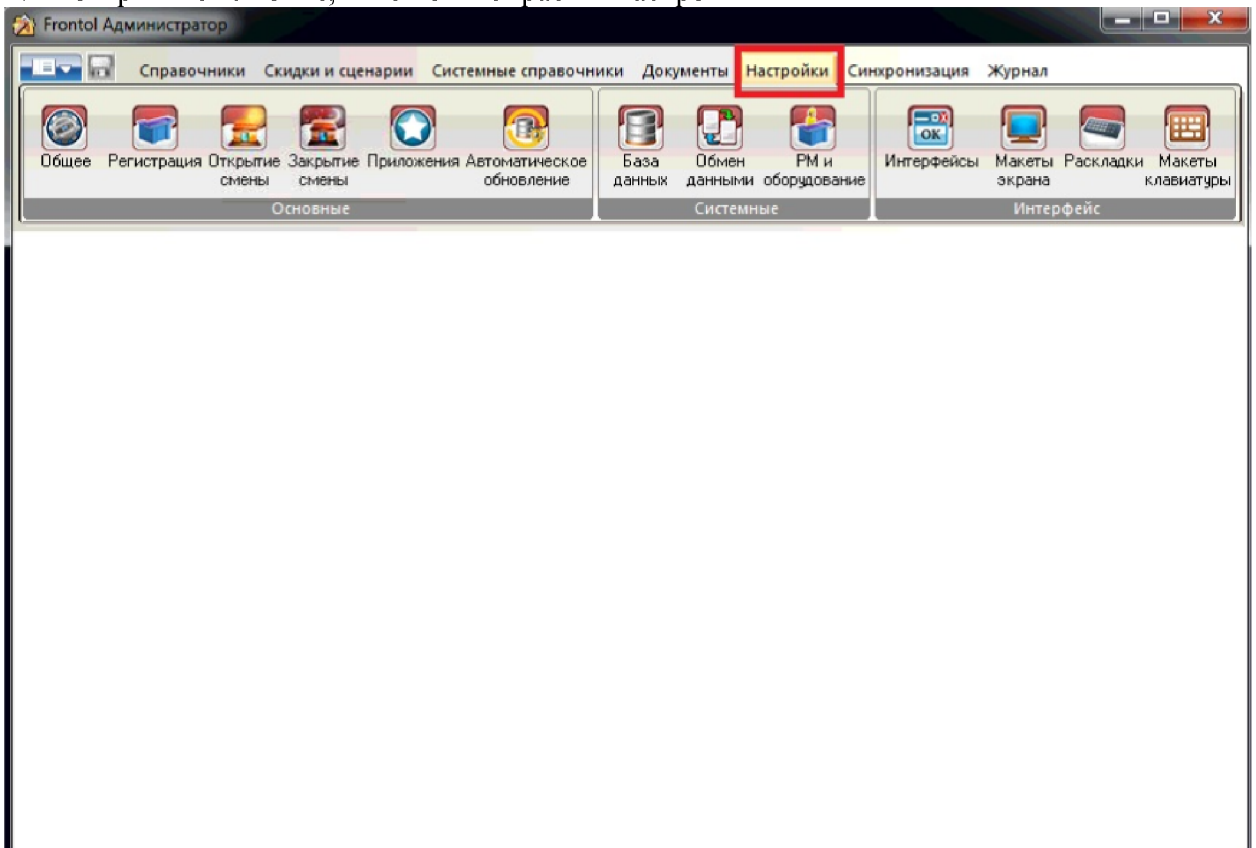 Frontol Администратор
Справочники Скидки и сценарии Системные справочники Документы Настройки Синхронизация Журнал
Общее Регистрация Открытие смены Закрытие смены Приложения Автоматическое обновление База данных Обмен данными РМ и оборудование Интерфейсы Макеты экрана Раскладки Макеты клавиатуры
Основные Системные Интерфейс